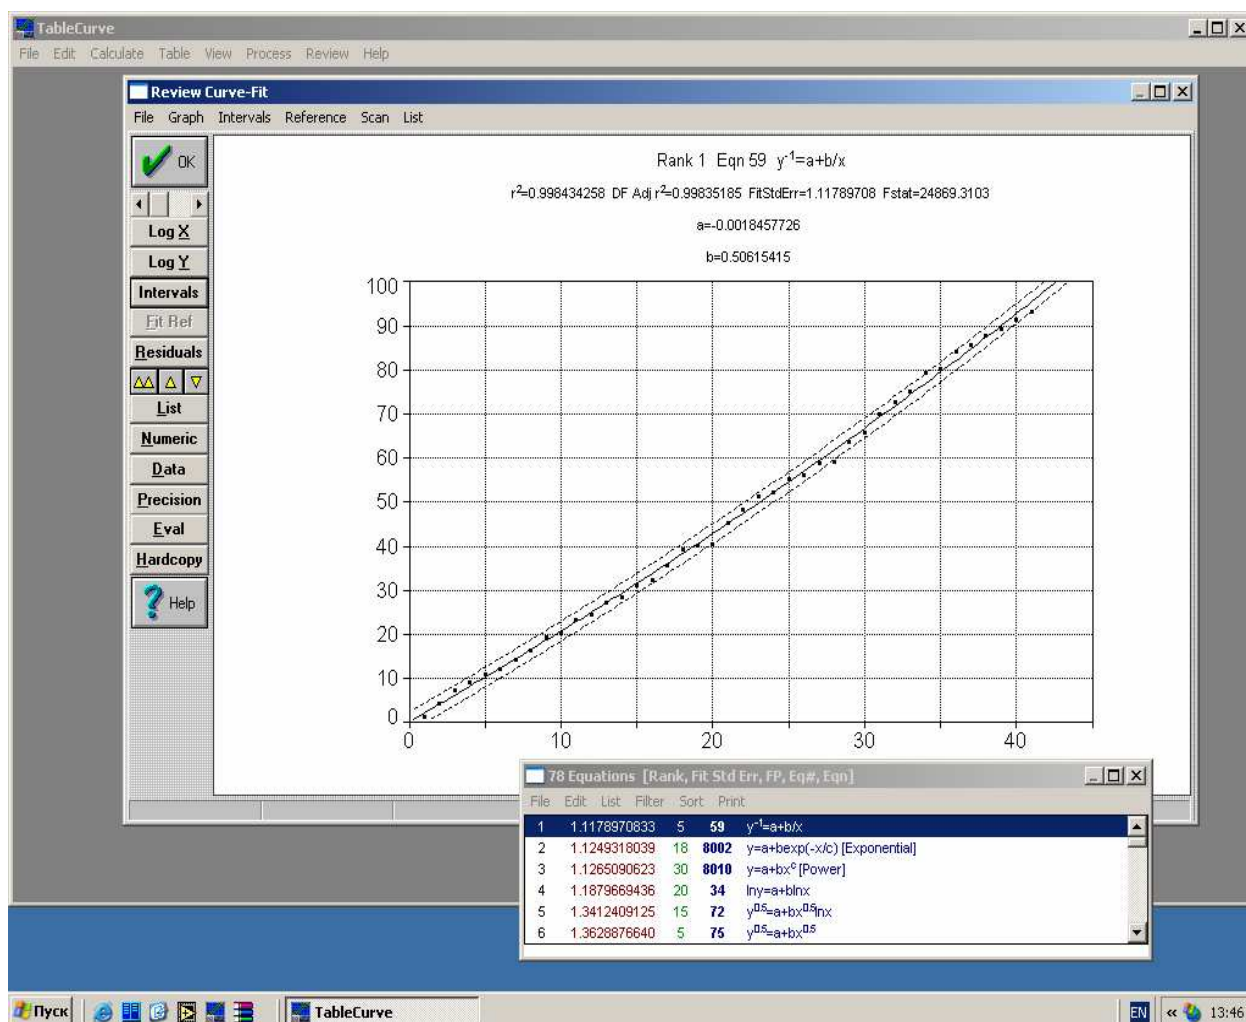 TableCurve
File Edit Calculate Table View Process Review Help
Review Curve-Fit
File Graph Intervals Reference Scan List
OK
Log X
Log Y
Intervals
Fit Ref
Residuals
List
Numeric
Data
Precision
Eval
Hardcopy
Help
Rank 1 Eqn 59 y⁻¹=a+b/x
r²=0.998434258 DF Adj r²=0.99835185 FitStdErr=1.11789708 Fstat=24869.3103
a=-0.0018457726
b=0.50615415
100
90
80
70
60
50
40
30
20
10
0
0 10 20 30 40
78 Equations [Rank, Fit Std Err, FP, Eq#, Eqn]
File Edit List Filter Sort Print
1 1.1178970833 5 59 y⁻¹=a+b/x
2 1.1249318039 18 8002 y=a+bexp(-x/c) [Exponential]
3 1.1265090623 30 8010 y=a+bxᶜ [Power]
4 1.1879669436 20 34 lny=a+blnx
5 1.3412409125 15 72 y^0.5=a+bx^0.5lnx
6 1.3628876640 5 75 y^0.5=a+bx^0.5
Пуск TableCurve EN « 13:46